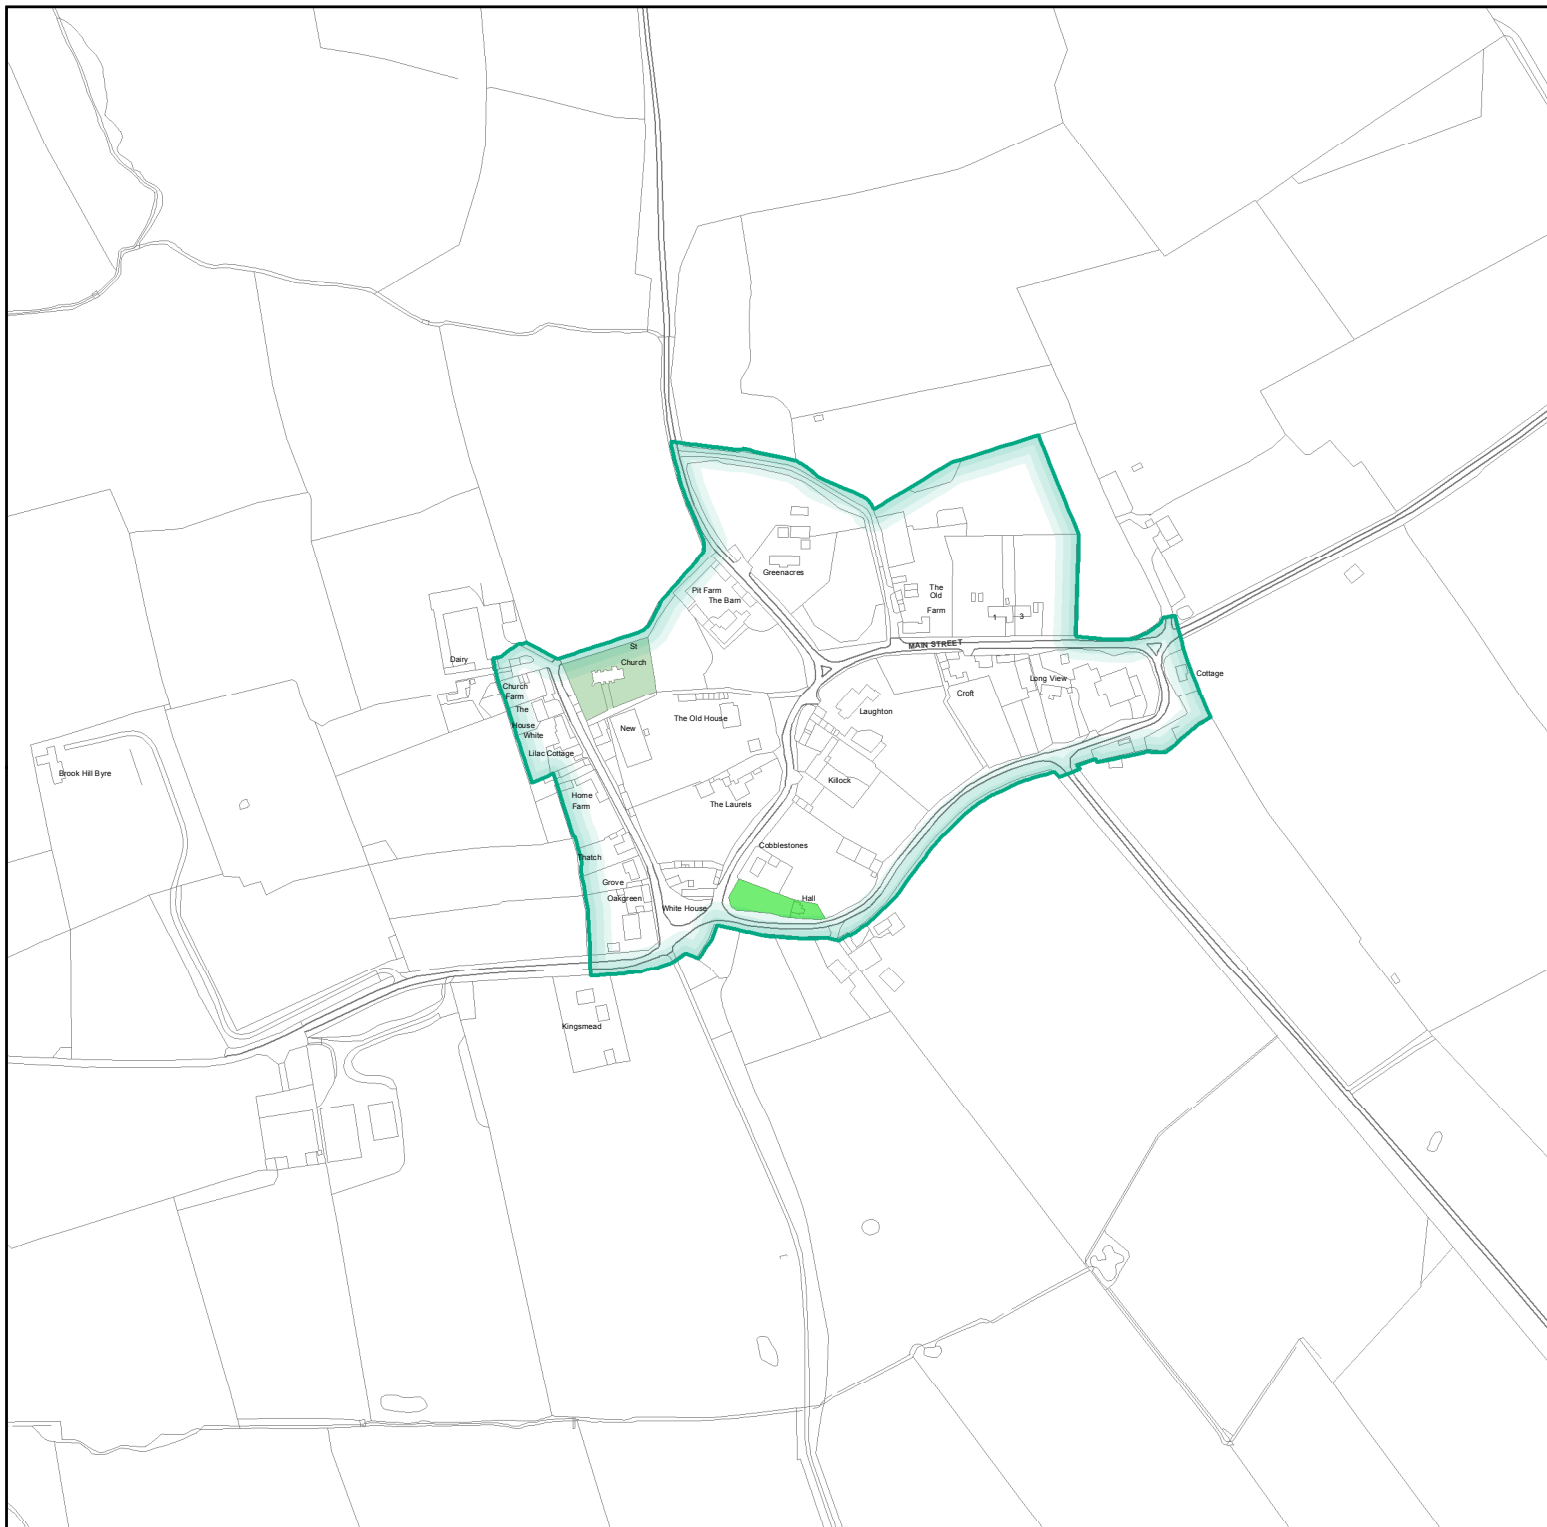 Greenacres
Pit Farm
The Barn
The
Old
Farm
1
3
MAIN STREET
St
Church
Dairy
Church
Farm
The
House
White
Lilac Cottage
New
The Old House
Laughton
Croft
Long View
Cottage
Brook Hill Byre
Home
Farm
The Laurels
Killock
Thatch
Cobblestones
Grove
Oakgreen
White House
Hall
Kingsmead